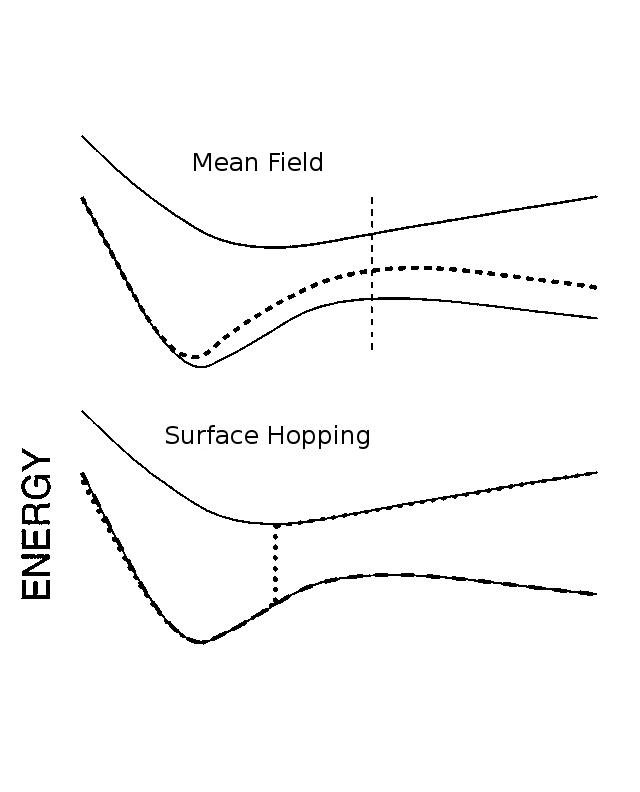 Mean Field
Surface Hopping
ENERGY